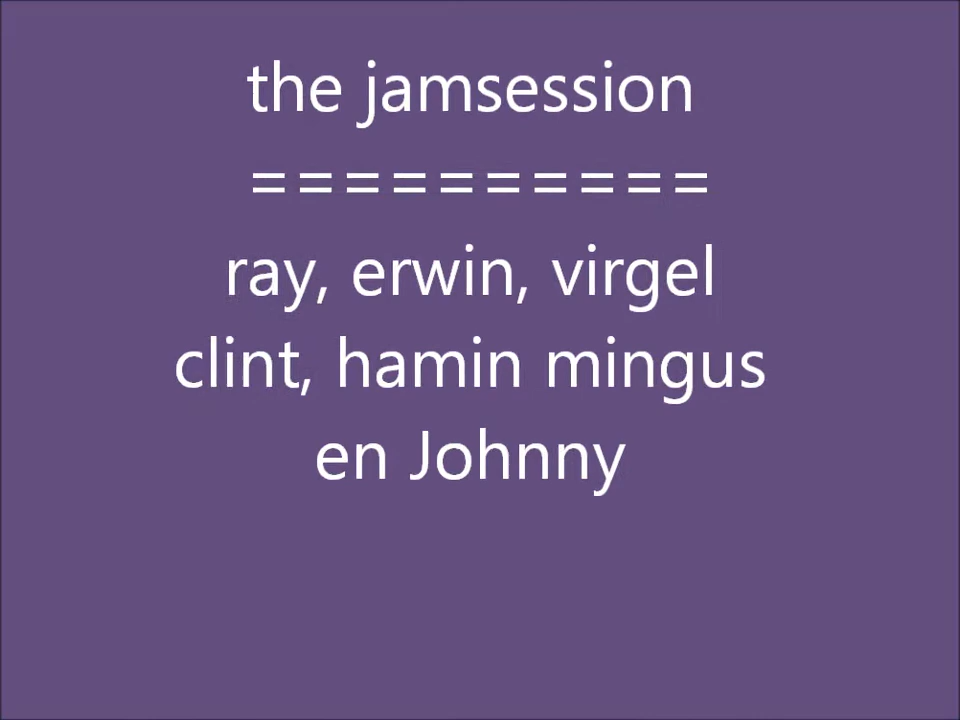 the jamsession
==========
ray, erwin, virgel
clint, hamin mingus
en Johnny